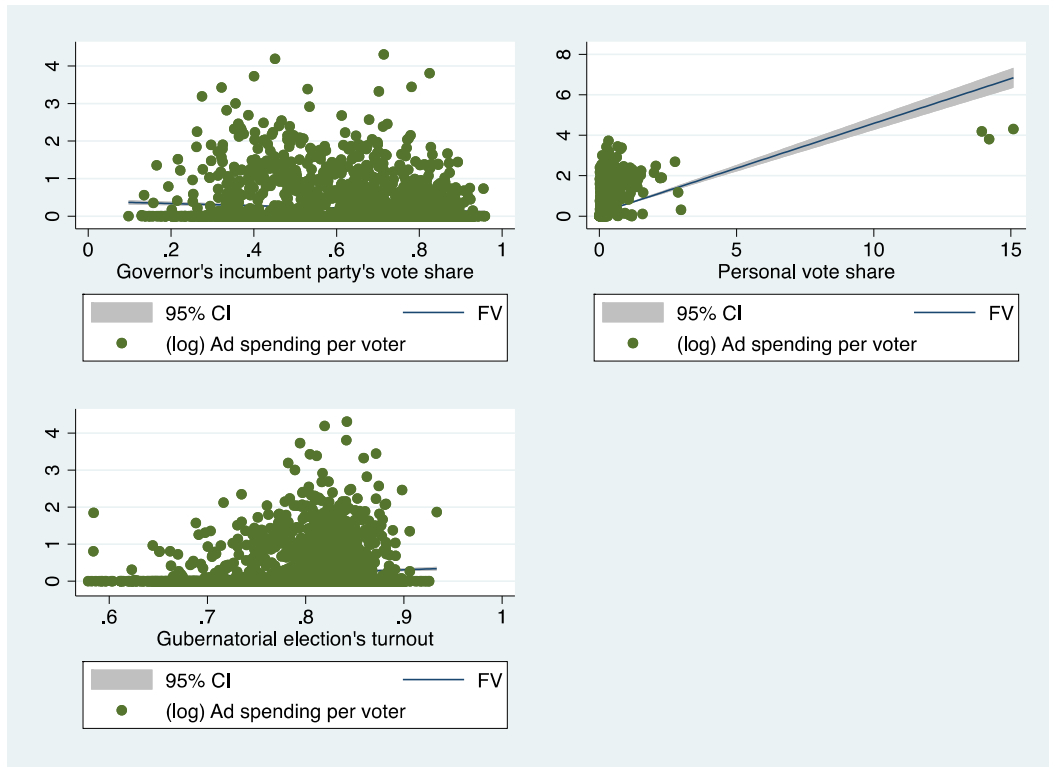 4
3
2
1
0
0 .2 .4 .6 .8 1
Governor's incumbent party's vote share
95% CI FV
(log) Ad spending per voter
8
6
4
2
0
0 5 10 15
Personal vote share
95% CI FV
(log) Ad spending per voter
4
3
2
1
0
.6 .7 .8 .9 1
Gubernatorial election's turnout
95% CI FV
(log) Ad spending per voter